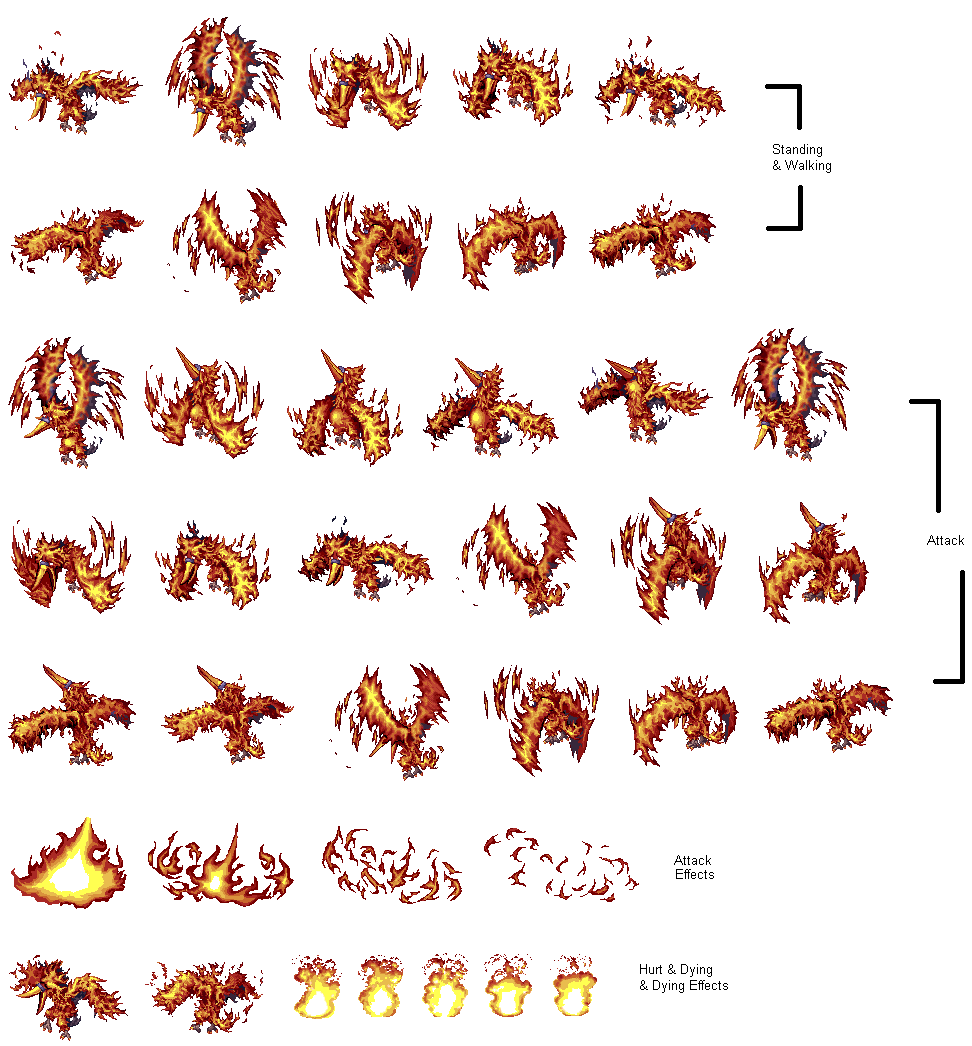 Standing
& Walking
Attack
Attack
Effects
Hurt & Dying
& Dying Effects